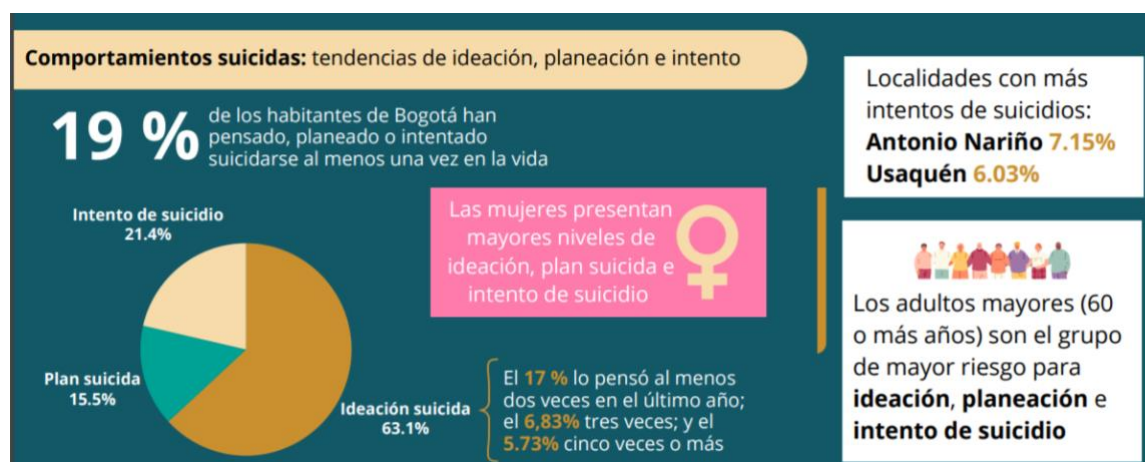 Comportamientos suicidas: tendencias de ideación, planeación e intento
19 %
de los habitantes de Bogotá han
pensado, planeado o intentado
suicidarse al menos una vez en la vida
Intento de suicidio
21.4%
Plan suicida
15.5%
Ideación suicida
63.1%
Las mujeres presentan
mayores niveles de
ideación, plan suicida e
intento de suicidio
El 17 % lo pensó al menos
dos veces en el último año;
el 6,83% tres veces; y el
5.73% cinco veces o más
Localidades con más
intentos de suicidios:
Antonio Nariño 7.15%
Usaquén 6.03%
Los adultos mayores (60
o más años) son el grupo
de mayor riesgo para
ideación, planeación e
intento de suicidio